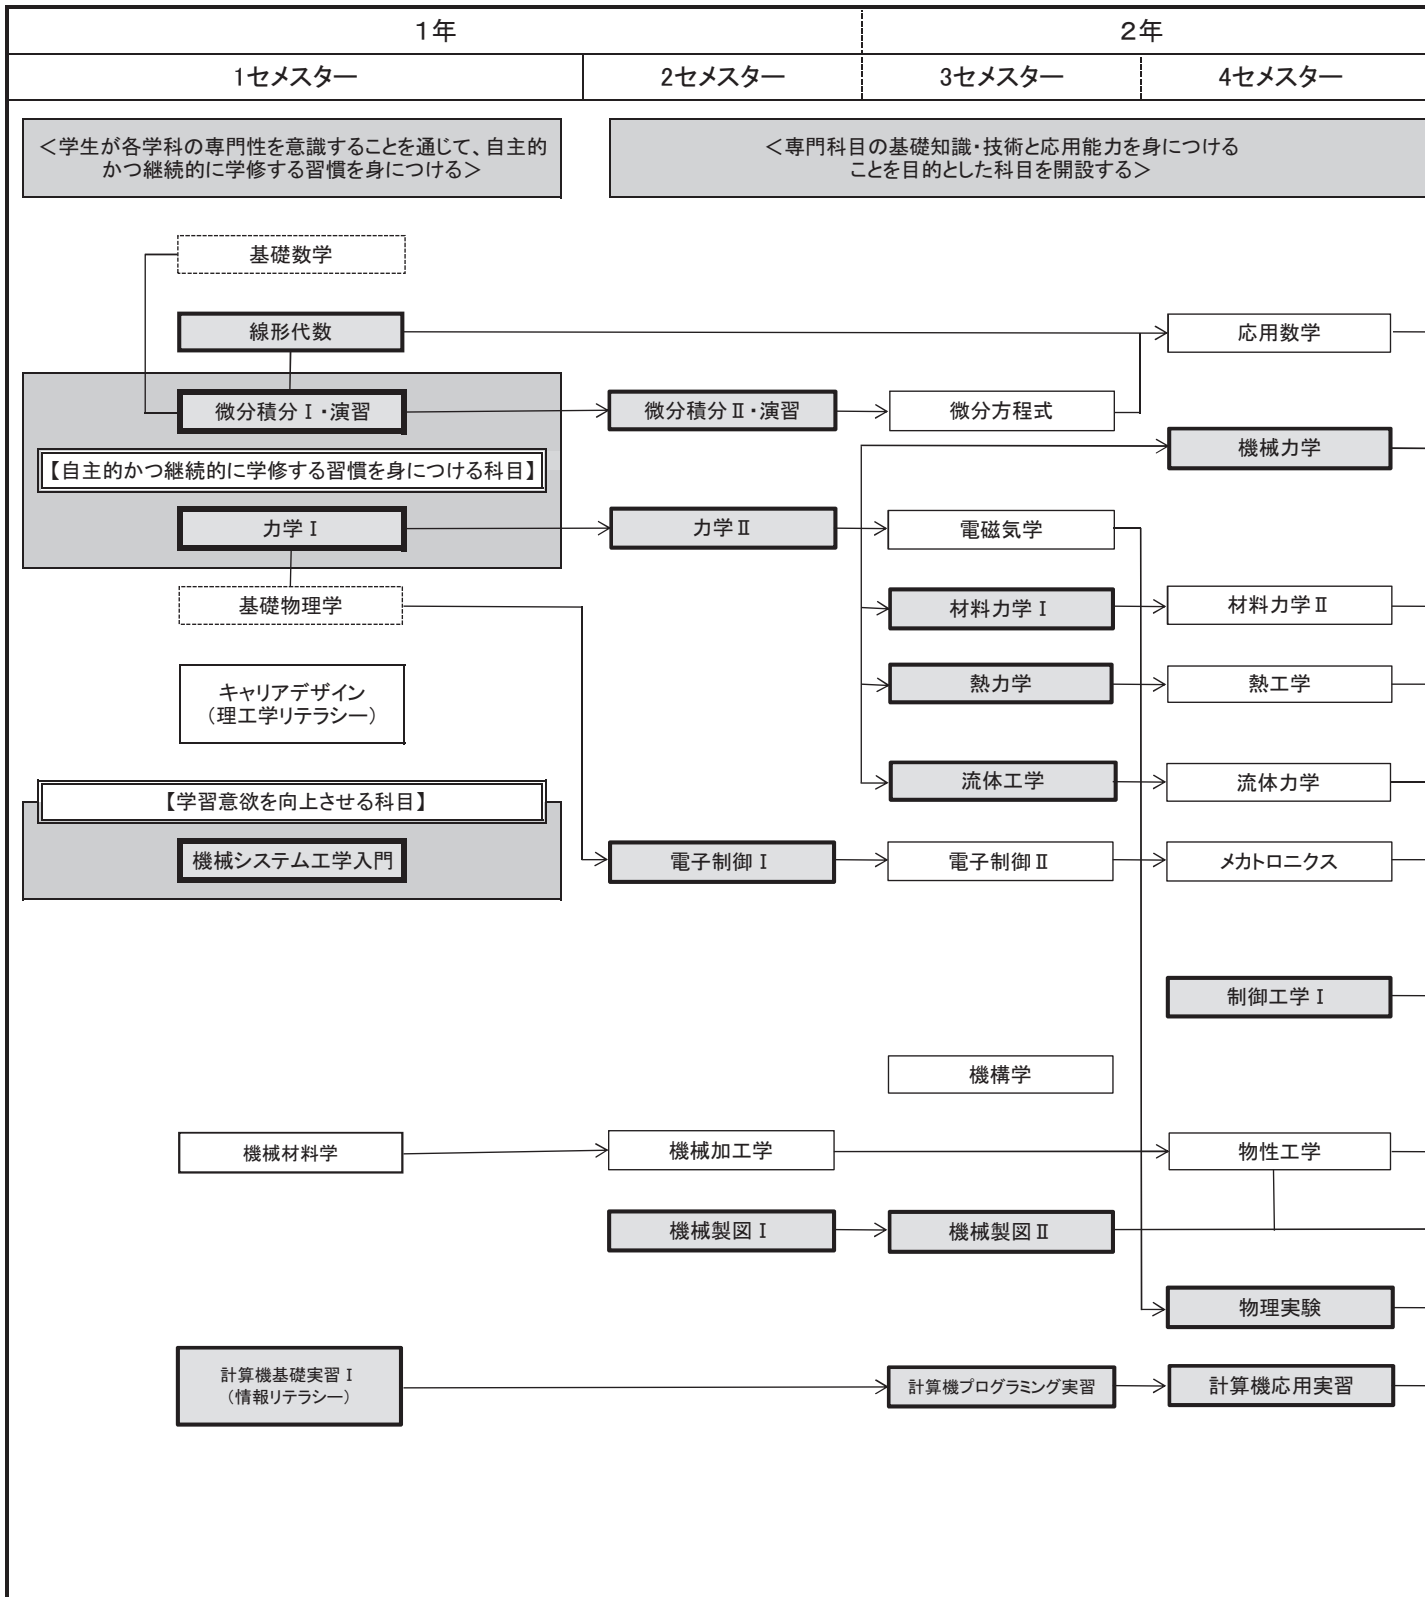 1年
2年
1セメスター
2セメスター
3セメスター
4セメスター
＜学生が各学科の専門性を意識することを通じて、自主的
かつ継続的に学修する習慣を身につける＞
＜専門科目の基礎知識・技術と応用能力を身につける
ことを目的とした科目を開設する＞
基礎数学
線形代数
応用数学
微分積分Ⅰ・演習
微分積分Ⅱ・演習
微分方程式
機械力学
【自主的かつ継続的に学修する習慣を身につける科目】
力学Ⅰ
力学Ⅱ
電磁気学
基礎物理学
材料力学Ⅰ
材料力学Ⅱ
キャリアデザイン
（理工学リテラシー）
熱力学
熱工学
【学習意欲を向上させる科目】
流体工学
流体力学
機械システム工学入門
電子制御Ⅰ
電子制御Ⅱ
メカトロニクス
制御工学Ⅰ
機構学
機械材料学
機械加工学
物性工学
機械製図Ⅰ
機械製図Ⅱ
物理実験
計算機基礎実習Ⅰ
（情報リテラシー）
計算機プログラミング実習
計算機応用実習